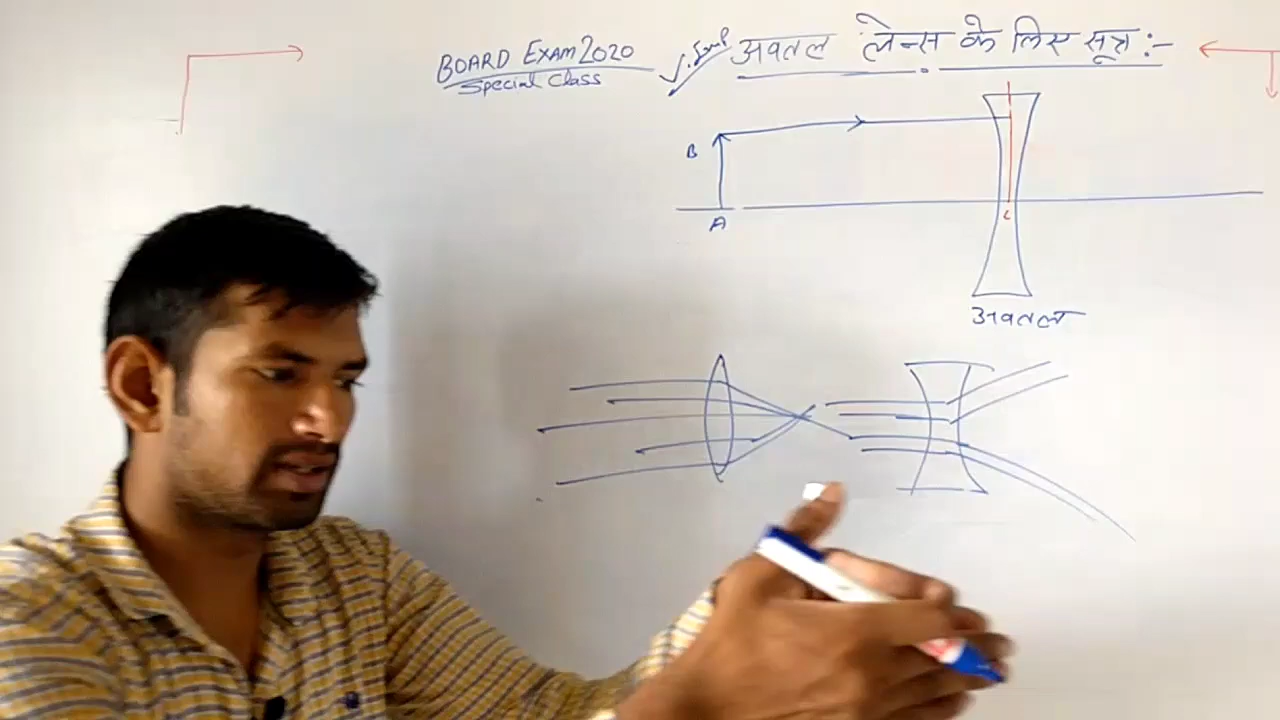 BOARD EXAM 2020
Special Class
अवतल लेन्स के लिए सूत्र :-
B
A
C
अवतल